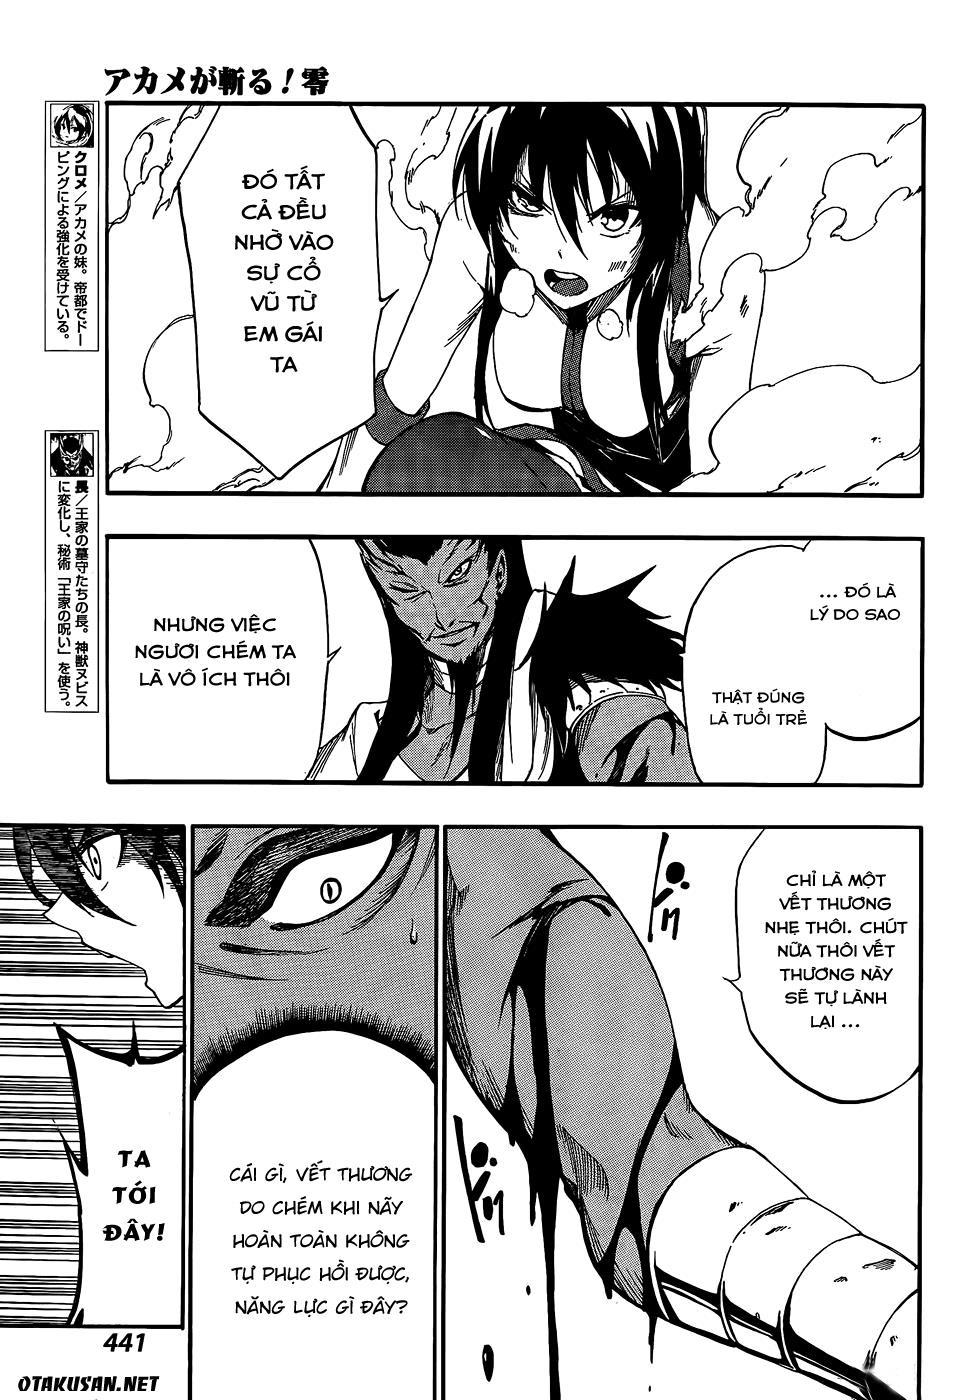 アカメが斬る！零
クロメ／アカメの妹。帝都でドー
ピングによる強化を受けている。
長／王家の墓守たちの長。神獣ヌビス
に変化し、秘術「王家の呪い」を使う。
ĐÓ TẤT
CẢ ĐỀU
NHỜ VÀO
SỰ CỔ
VŨ TỪ
EM GÁI
TA
... ĐÓ LÀ
LÝ DO SAO
THẬT ĐÚNG
LÀ TUỔI TRẺ
NHƯNG VIỆC
NGƯƠI CHÉM TA
LÀ VÔ ÍCH THÔI
CHỈ LÀ MỘT
VẾT THƯƠNG
NHẸ THÔI. CHÚT
NỮA THÔI VẾT
THƯƠNG NÀY
SẼ TỰ LÀNH
LẠI ...
CÁI GÌ, VẾT THƯƠNG
DO CHÉM KHI NÃY
HOÀN TOÀN KHÔNG
TỰ PHỤC HỒI ĐƯỢC,
NĂNG LỰC GÌ ĐÂY?
TA
TỚI
ĐÂY!
441
OTAKUSAN.NET